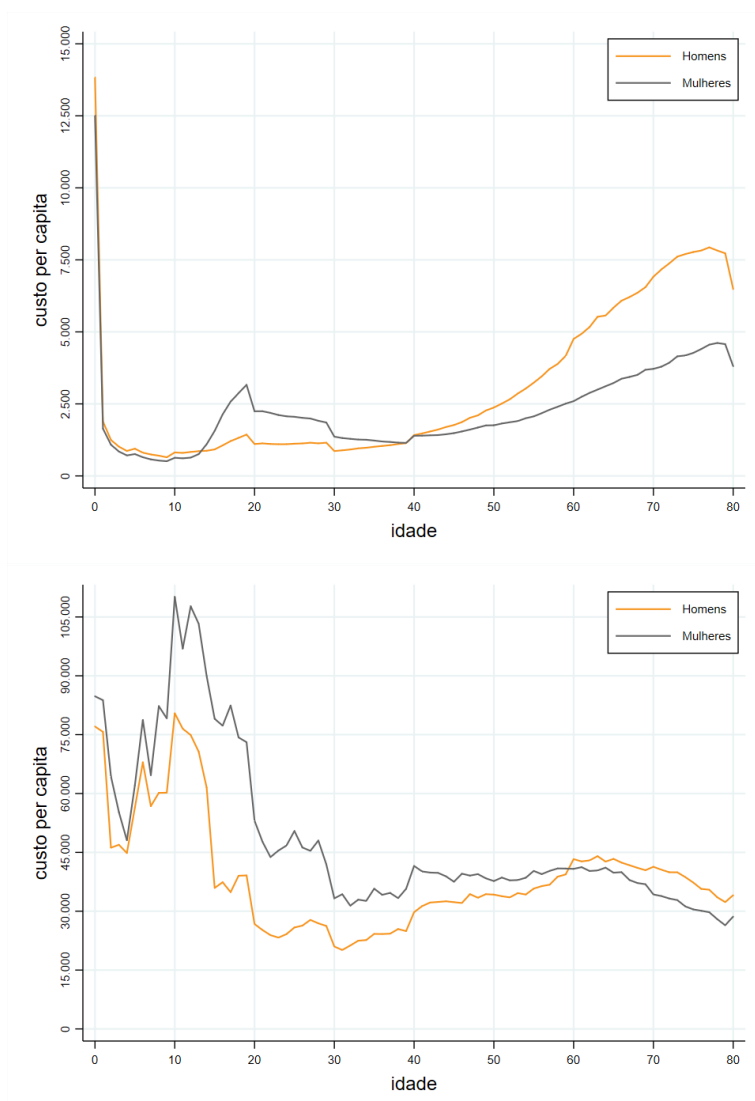 15.000
12.500
10.000
7.500
5.000
2.500
0
custo per capita
Homens
Mulheres
0 10 20 30 40 50 60 70 80
idade
105.000
90.000
75.000
60.000
45.000
30.000
15.000
0
custo per capita
Homens
Mulheres
0 10 20 30 40 50 60 70 80
idade